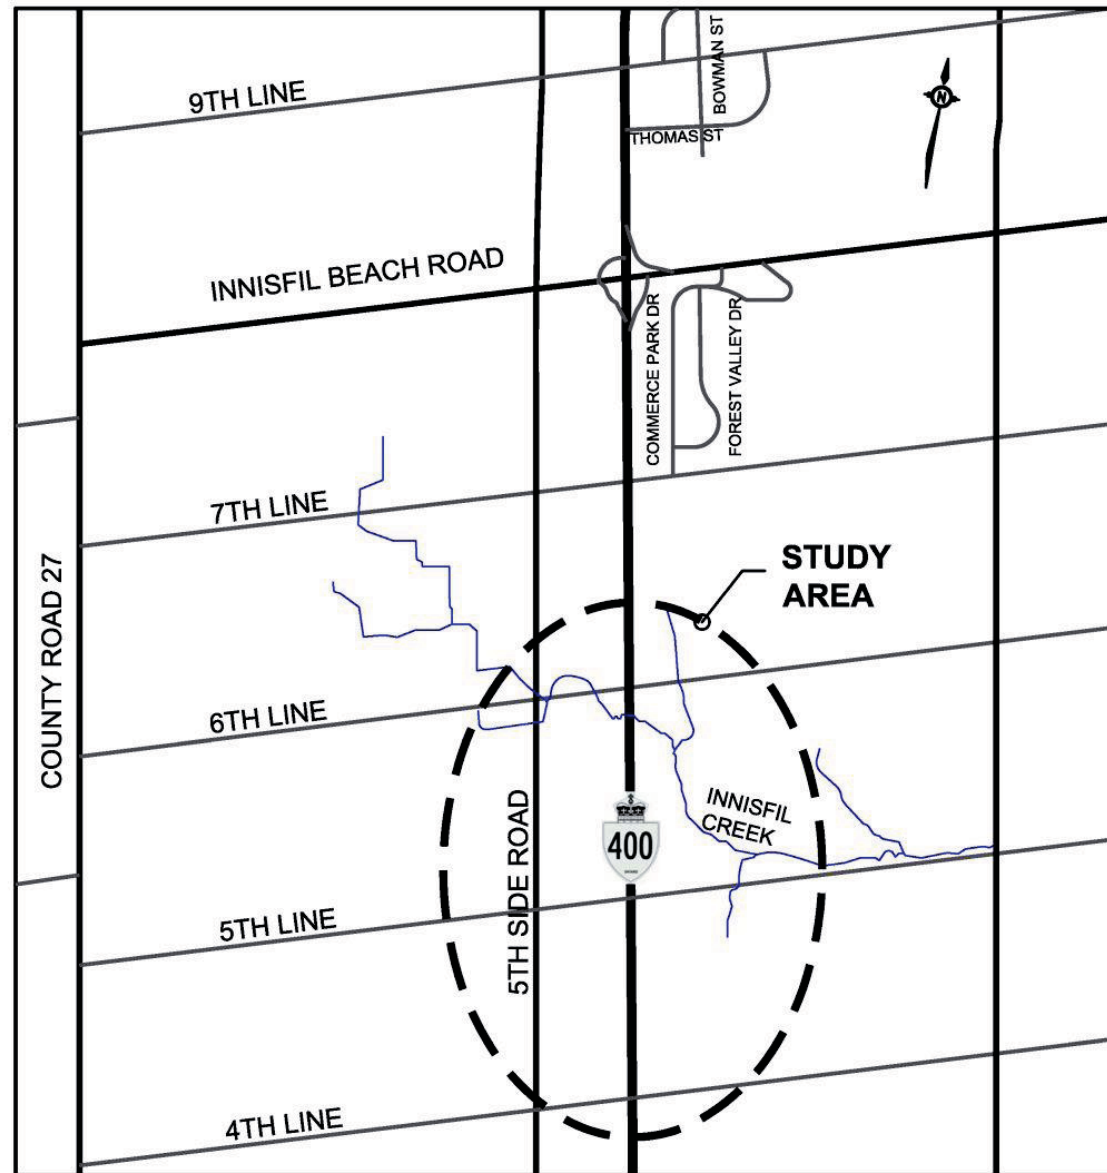 BOWMAN ST
9TH LINE
N
THOMAS ST
INNISFIL BEACH ROAD
COMMERCE PARK DR
FOREST VALLEY DR
7TH LINE
STUDY
AREA
COUNTY ROAD 27
6TH LINE
INNISFIL
CREEK
5TH SIDE ROAD
400
5TH LINE
4TH LINE